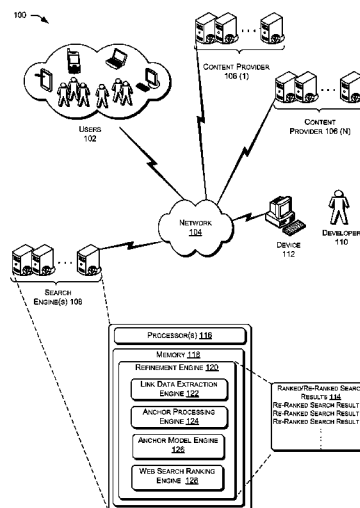 100
CONTENT PROVIDER
106 (1)
USERS
102
CONTENT
PROVIDER 106 (N)
NETWORK
104
DEVICE
112
DEVELOPER
110
SEARCH
ENGINE(S) 108
PROCESSOR(S) 116
MEMORY 118
REFINEMENT ENGINE 120
LINK DATA EXTRACTION
ENGINE 122
ANCHOR PROCESSING
ENGINE 124
ANCHOR MODEL ENGINE
126
WEB SEARCH RANKING
ENGINE 128
RANKED/RE-RANKED SEARCH
RESULTS 114
RE-RANKED SEARCH RESULT
RE-RANKED SEARCH RESULT
RE-RANKED SEARCH RESULT